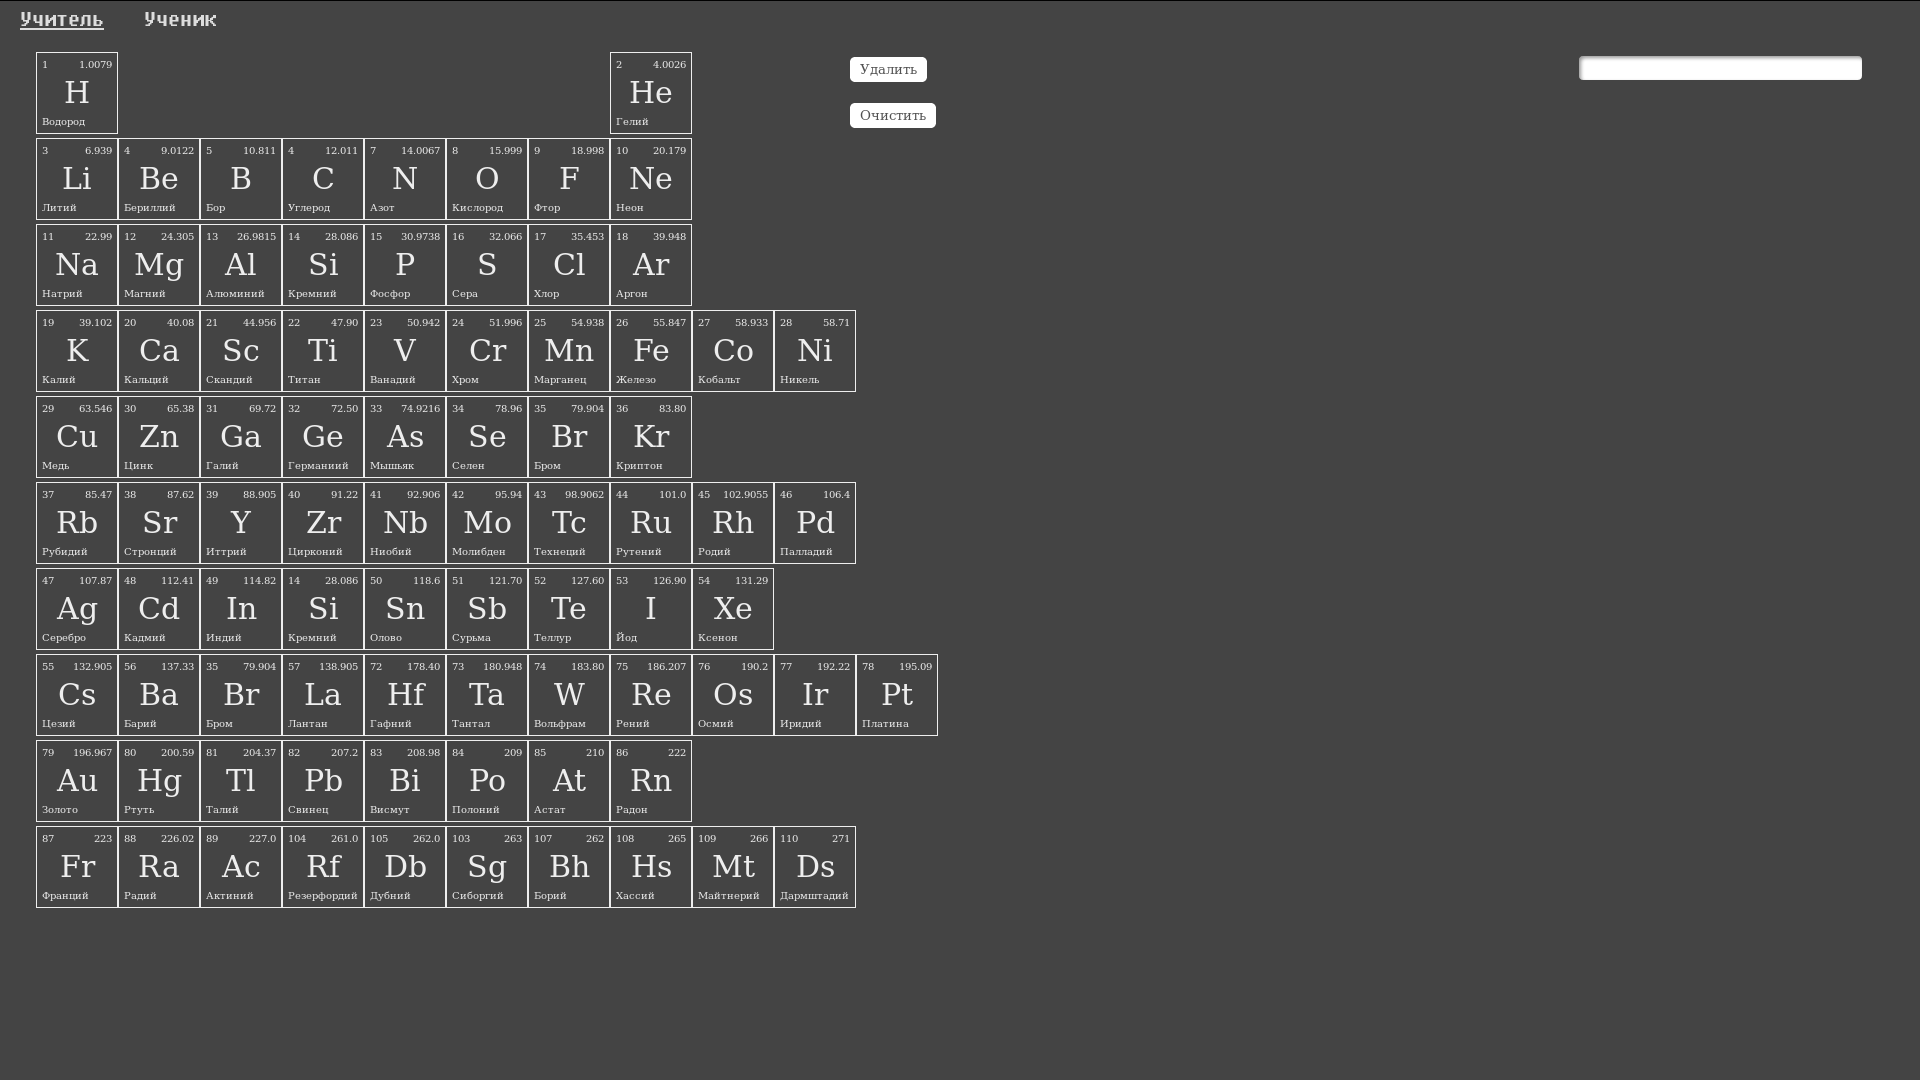 Учитель Ученик
1 1.0079 2 4.0026
H He
Водород Гелий
Удалить
Очистить
3 6.939 4 9.0122 5 10.811 4 12.011 7 14.0067 8 15.999 9 18.998 10 20.179
Li Be B C N O F Ne
Литий Бериллий Бор Углерод Азот Кислород Фтор Неон
11 22.99 12 24.305 13 26.9815 14 28.086 15 30.9738 16 32.066 17 35.453 18 39.948
Na Mg Al Si P S Cl Ar
Натрий Магний Алюминий Кремний Фосфор Сера Хлор Аргон
19 39.102 20 40.08 21 44.956 22 47.90 23 50.942 24 51.996 25 54.938 26 55.847 27 58.933 28 58.71
K Ca Sc Ti V Cr Mn Fe Co Ni
Калий Кальций Скандий Титан Ванадий Хром Марганец Железо Кобальт Никель
29 63.546 30 65.38 31 69.72 32 72.50 33 74.9216 34 78.96 35 79.904 36 83.80
Cu Zn Ga Ge As Se Br Kr
Медь Цинк Галий Германиий Мышьяк Селен Бром Криптон
37 85.47 38 87.62 39 88.905 40 91.22 41 92.906 42 95.94 43 98.9062 44 101.0 45 102.9055 46 106.4
Rb Sr Y Zr Nb Mo Tc Ru Rh Pd
Рубидий Стронций Иттрий Цирконий Ниобий Молибден Технеций Рутений Родий Палладий
47 107.87 48 112.41 49 114.82 14 28.086 50 118.6 51 121.70 52 127.60 53 126.90 54 131.29
Ag Cd In Si Sn Sb Te I Xe
Серебро Кадмий Индий Кремний Олово Сурьма Теллур Йод Ксенон
55 132.905 56 137.33 35 79.904 57 138.905 72 178.40 73 180.948 74 183.80 75 186.207 76 190.2 77 192.22 78 195.09
Cs Ba Br La Hf Ta W Re Os Ir Pt
Цезий Барий Бром Лантан Гафний Тантал Вольфрам Рений Осмий Иридий Платина
79 196.967 80 200.59 81 204.37 82 207.2 83 208.98 84 209 85 210 86 222
Au Hg Tl Pb Bi Po At Rn
Золото Ртуть Талий Свинец Висмут Полоний Астат Радон
87 223 88 226.02 89 227.0 104 261.0 105 262.0 103 263 107 262 108 265 109 266 110 271
Fr Ra Ac Rf Db Sg Bh Hs Mt Ds
Франций Радий Актиний Резерфордий Дубний Сиборгий Борий Хассий Майтнерий Дармштадий